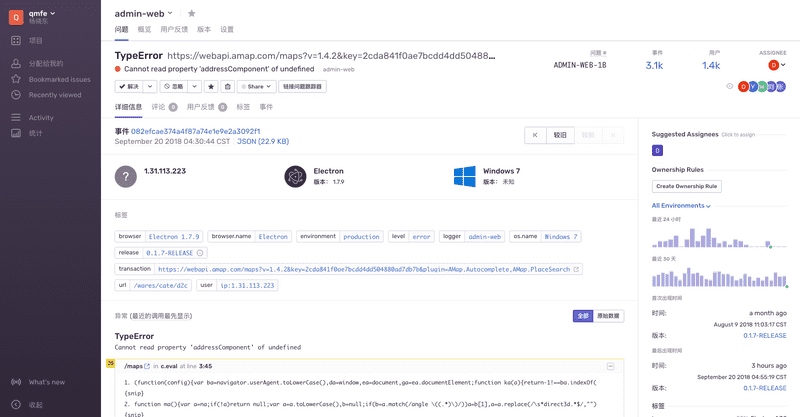 qmfe
杨晓东
项目
分配给我的
Bookmarked issues
Recently viewed
Activity
统计
What's new
收起
admin-web
问题 概览 用户反馈 版本 设置
TypeError https://webapi.amap.com/maps?v=1.4.2&key=2cda841f0ae7bcdd4dd50488...
Cannot read property 'addressComponent' of undefined admin-web
问题 #
ADMIN-WEB-1B
事件
3.1k
用户
1.4k
ASSIGNEE
D
解决 忽略 Share 链接问题跟踪器
详细信息 评论 0 用户反馈 0 标签 事件
事件 082efcae374a4f87a74e1e9e2a3092f1
September 20 2018 04:30:44 CST JSON (22.9 KB)
较旧 较新
? 1.31.113.223
Electron
版本: 1.7.9
Windows 7
版本: 未知
标签
browser Electron 1.7.9 browser.name Electron environment production level error logger admin-web os.name Windows 7
release 0.1.7-RELEASE
transaction https://webapi.amap.com/maps?v=1.4.2&key=2cda841f0ae7bcdd4dd504880ad7db7b&plugin=AMap.Autocomplete,AMap.PlaceSearch
url /wares/cate/d2c user ip:1.31.113.223
异常 (最近的调用最先显示)
全部 原始数据
TypeError
Cannot read property 'addressComponent' of undefined
/maps in c.eval at line 3:45
1. (function(config){var ba=navigator.userAgent.toLowerCase(),da=window,ea=document,ga=ea.documentElement;function ka(a){return-1!==ba.indexOf(
{snip}
2. function ma(){var a=na;if(!a)return null;var a=a.toLowerCase(),b=null;if(b=a.match(/angle \((.*)\)/))a=b[1],a=a.replace(/\s*direct3d.*$/,"")
{snip}
Suggested Assignees Click to assign
D
Ownership Rules
Create Ownership Rule
All Environments
最近 24 小时
最近 30 天
首次出现时间
时间: a month ago
August 9 2018 11:03:17 CST
版本: 0.1.7-RELEASE
最后出现时间
时间: 3 hours ago
September 20 2018 04:55:19 CST
版本: 0.1.7-RELEASE
标签